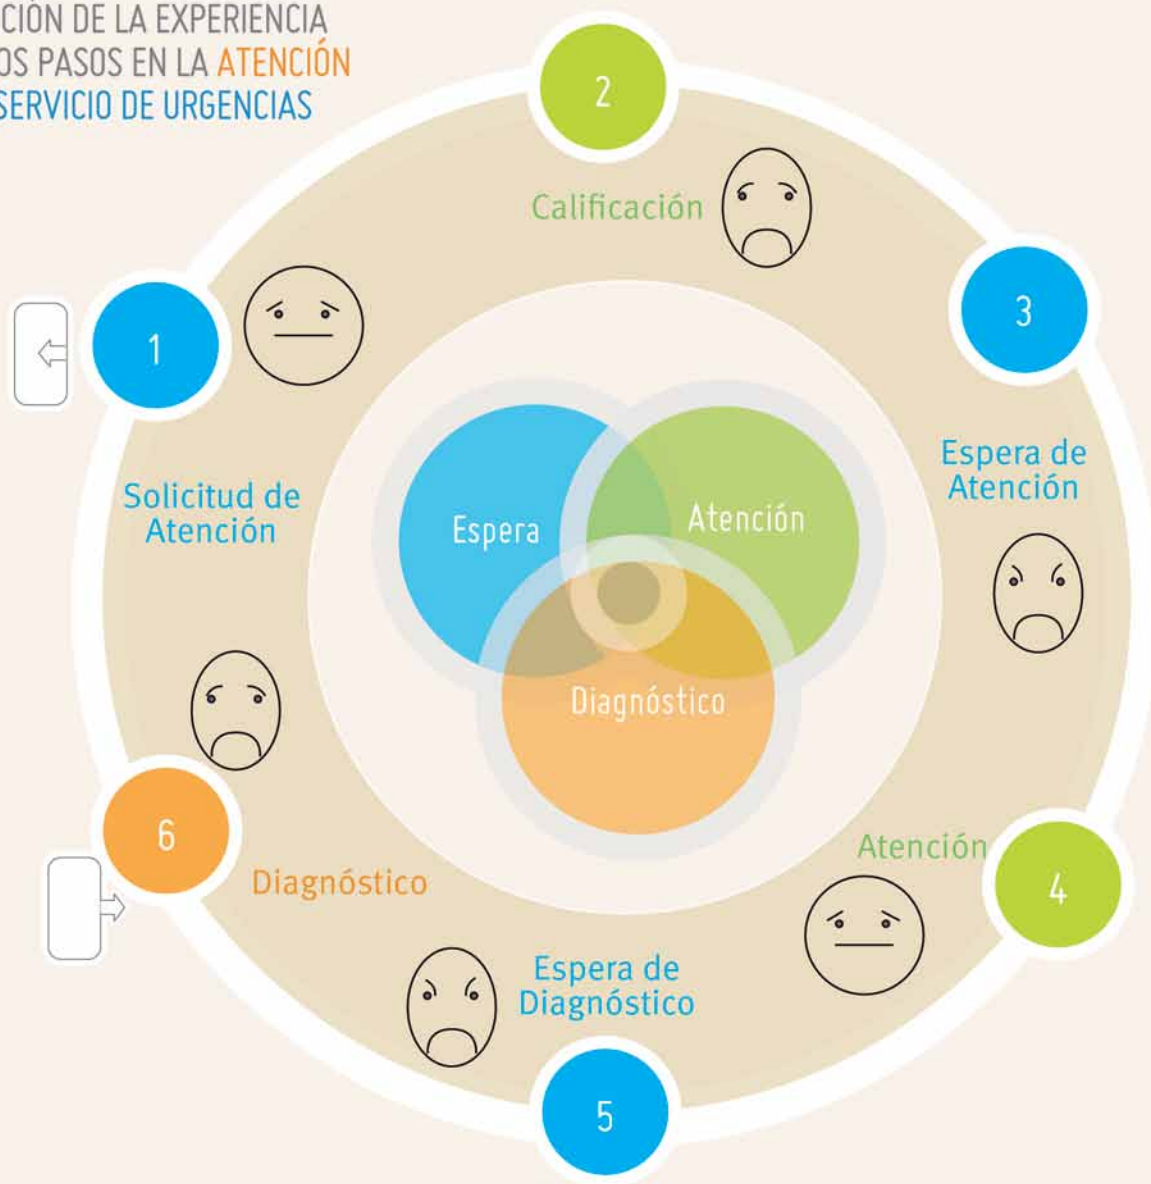 CIÓN DE LA EXPERIENCIA
OS PASOS EN LA ATENCIÓN
SERVICIO DE URGENCIAS
2
Calificación
1
3
Solicitud de
Atención
Espera de
Atención
Espera
Atención
Diagnóstico
6
Diagnóstico
Atención
4
Espera de
Diagnóstico
5